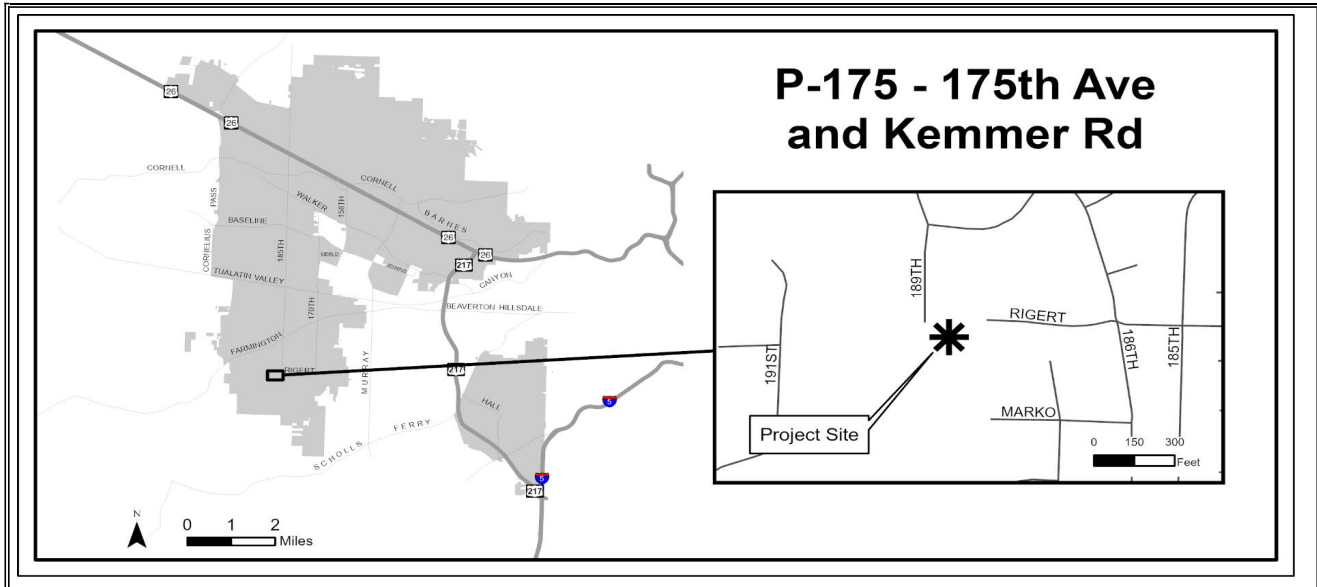 P-175 - 175th Ave
and Kemmer Rd
26
26
CORNELL
CORNELL
PASS
WALKER
158TH
BARNES
BASELINE
26
185TH
26
CORNELIUS
MERLO
JENKINS
217
TUALATIN VALLEY
CANYON
170TH
BEAVERTON HILLSDALE
FARMINGTON
MURRAY
RIGERT
217
HALL
5
SCHOLLS FERRY
5
217
N
0 1 2
Miles
189TH
RIGERT
191ST
186TH
185TH
MARKO
Project Site
0 150 300
Feet